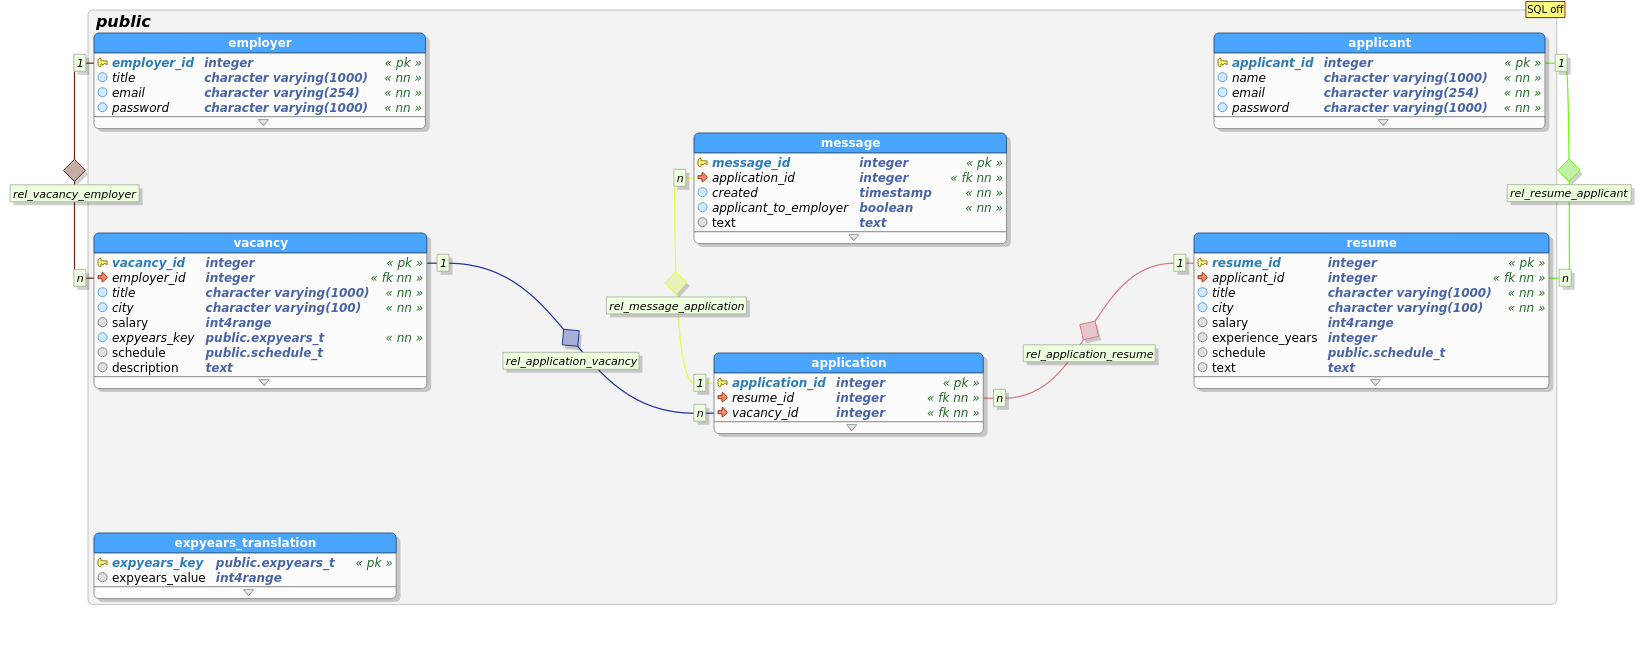 SQL off
public
employer
employer_id integer « pk »
title character varying(1000) « nn »
email character varying(254) « nn »
password character varying(1000) « nn »
applicant
applicant_id integer « pk »
name character varying(1000) « nn »
email character varying(254) « nn »
password character varying(1000) « nn »
1
1
message
message_id integer « pk »
application_id integer « fk nn »
created timestamp « nn »
applicant_to_employer boolean « nn »
text text
n
rel_vacancy_employer
rel_resume_applicant
vacancy
vacancy_id integer « pk »
employer_id integer « fk nn »
title character varying(1000) « nn »
city character varying(100) « nn »
salary int4range
expyears_key public.expyears_t « nn »
schedule public.schedule_t
description text
n
1
resume
resume_id integer « pk »
applicant_id integer « fk nn »
title character varying(1000) « nn »
city character varying(100) « nn »
salary int4range
experience_years integer
schedule public.schedule_t
text text
1
n
rel_message_application
rel_application_vacancy
rel_application_resume
application
application_id integer « pk »
resume_id integer « fk nn »
vacancy_id integer « fk nn »
1
n
n
expyears_translation
expyears_key public.expyears_t « pk »
expyears_value int4range